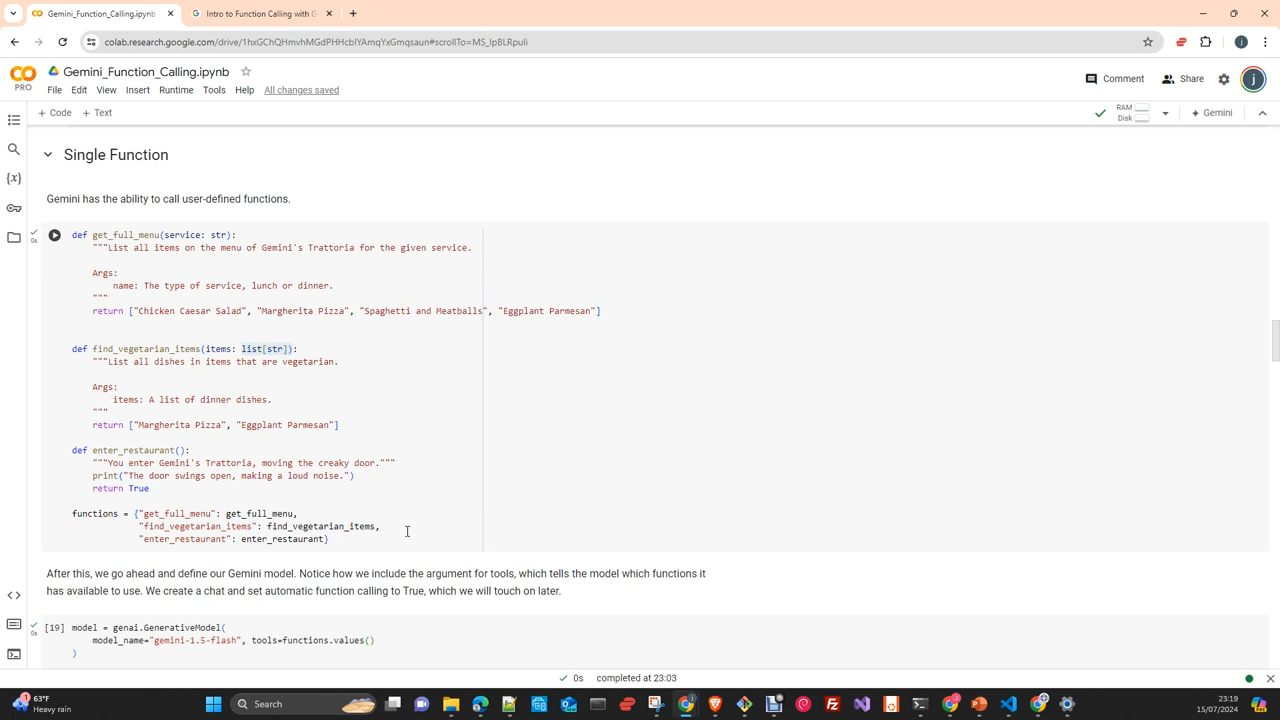 Gemini_Function_Calling.ipynb
Intro to Function Calling with G
colab.research.google.com/drive/1hxGChQHmvhMGdPHHcblYAmqYxGmqsaun#scrollTo=MS_lpBLRpuli
Gemini_Function_Calling.ipynb
PRO
File Edit View Insert Runtime Tools Help All changes saved
Comment Share
+ Code + Text
RAM
Disk
Gemini
Single Function
Gemini has the ability to call user-defined functions.
0s
def get_full_menu(service: str):
"""List all items on the menu of Gemini's Trattoria for the given service.
Args:
name: The type of service, lunch or dinner.
"""
return ["Chicken Caesar Salad", "Margherita Pizza", "Spaghetti and Meatballs", "Eggplant Parmesan"]
def find_vegetarian_items(items: list[str]):
"""List all dishes in items that are vegetarian.
Args:
items: A list of dinner dishes.
"""
return ["Margherita Pizza", "Eggplant Parmesan"]
def enter_restaurant():
"""You enter Gemini's Trattoria, moving the creaky door."""
print("The door swings open, making a loud noise.")
return True
functions = {"get_full_menu": get_full_menu,
"find_vegetarian_items": find_vegetarian_items,
"enter_restaurant": enter_restaurant}
After this, we go ahead and define our Gemini model. Notice how we include the argument for tools, which tells the model which functions it
has available to use. We create a chat and set automatic function calling to True, which we will touch on later.
0s
[19] model = genai.GenerativeModel(
model_name="gemini-1.5-flash", tools=functions.values()
)
0s completed at 23:03
63°F
Heavy rain
Search
23:19
15/07/2024